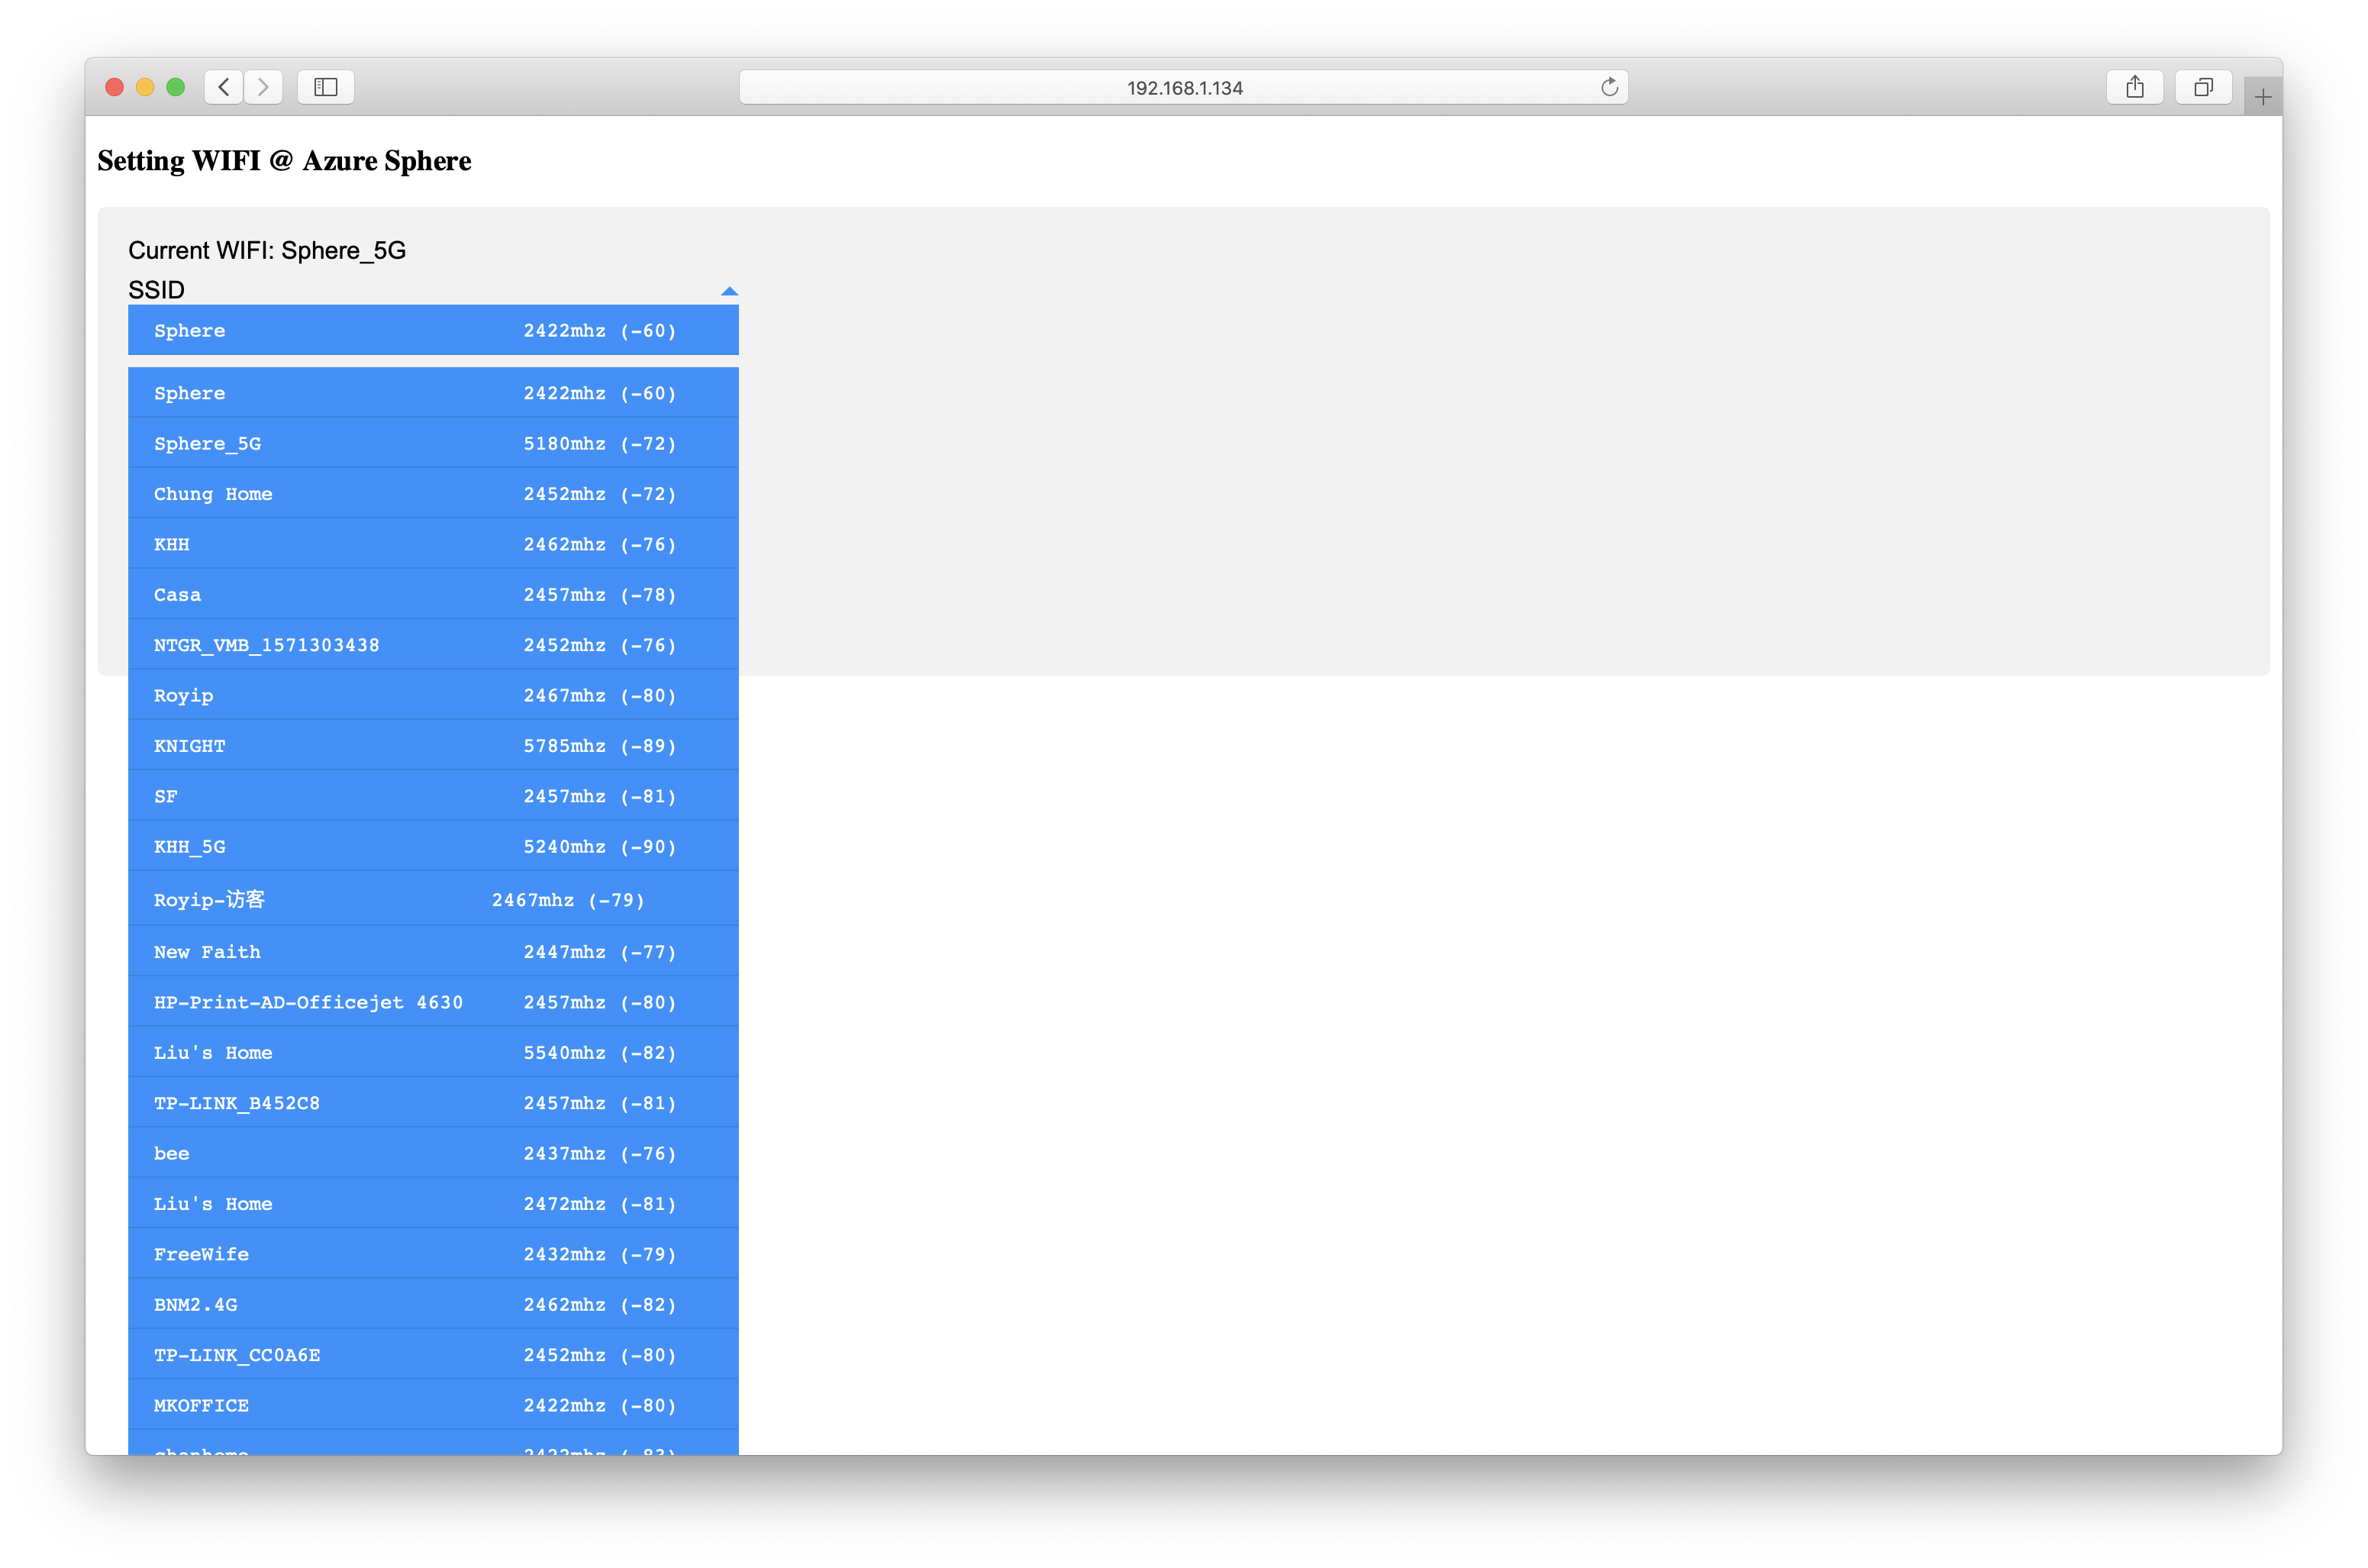 192.168.1.134
Setting WIFI @ Azure Sphere
Current WIFI: Sphere_5G
SSID
Sphere 2422mhz (-60)
Sphere 2422mhz (-60)
Sphere_5G 5180mhz (-72)
Chung Home 2452mhz (-72)
KHH 2462mhz (-76)
Casa 2457mhz (-78)
NTGR_VMB_1571303438 2452mhz (-76)
Royip 2467mhz (-80)
KNIGHT 5785mhz (-89)
SF 2457mhz (-81)
KHH_5G 5240mhz (-90)
Royip-访客 2467mhz (-79)
New Faith 2447mhz (-77)
HP-Print-AD-Officejet 4630 2457mhz (-80)
Liu's Home 5540mhz (-82)
TP-LINK_B452C8 2457mhz (-81)
bee 2437mhz (-76)
Liu's Home 2472mhz (-81)
FreeWife 2432mhz (-79)
BNM2.4G 2462mhz (-82)
TP-LINK_CC0A6E 2452mhz (-80)
MKOFFICE 2422mhz (-80)